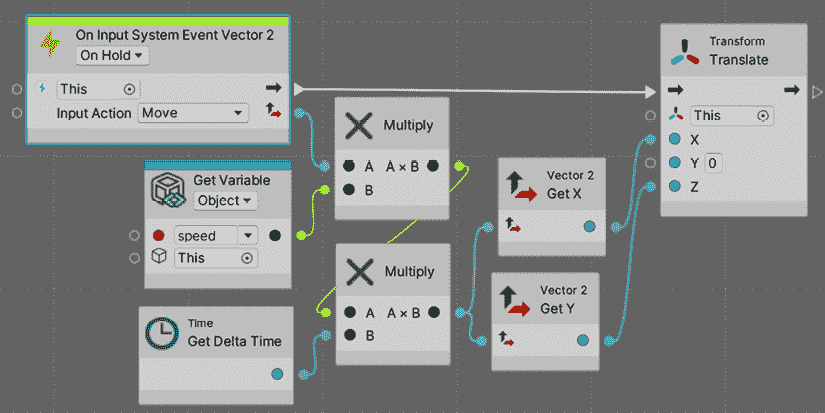 On Input System Event Vector 2
On Hold
This
Input Action Move
Transform
Translate
This
X
Y 0
Z
Multiply
A A × B
B
Get Variable
Object
speed
This
Vector 2
Get X
Multiply
A A × B
B
Vector 2
Get Y
Time
Get Delta Time